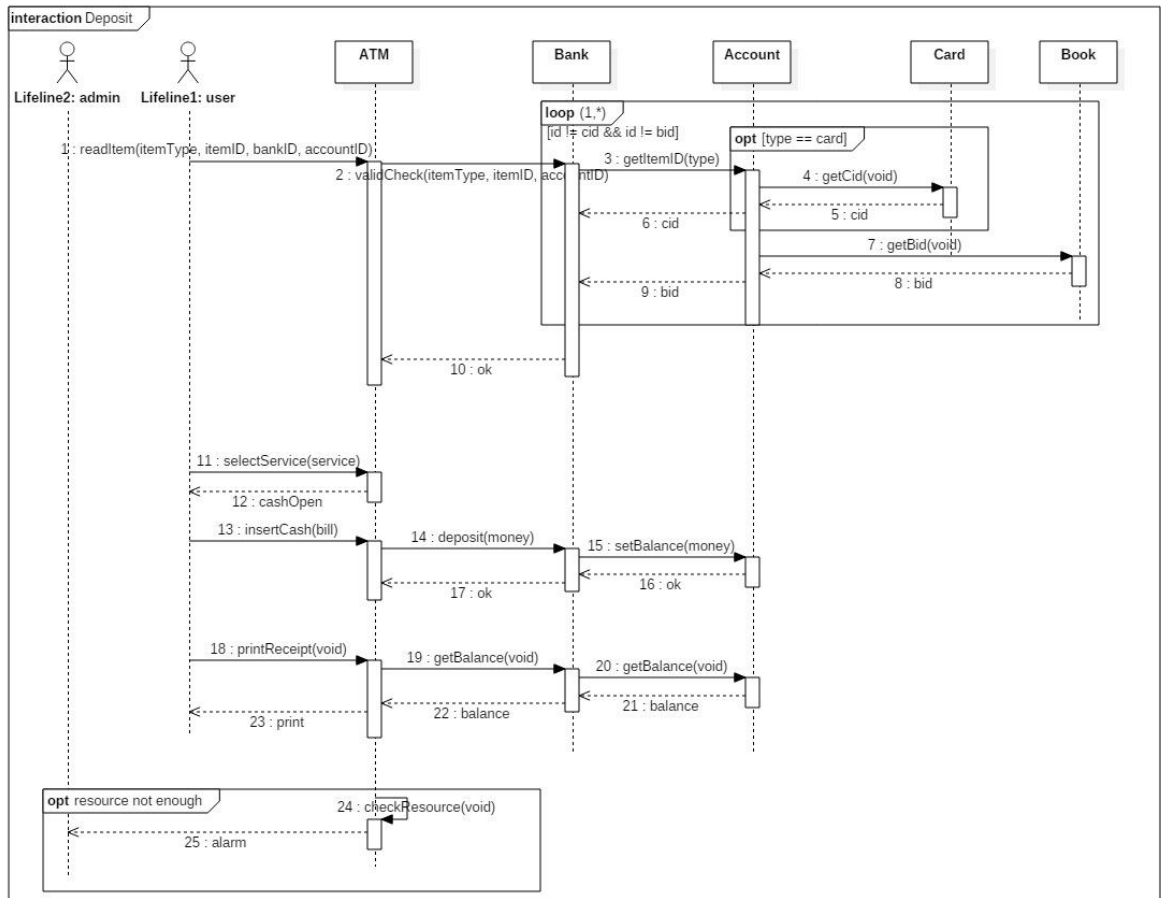 interaction Deposit
ATM
Bank
Account
Card
Book
Lifeline2: admin
Lifeline1: user
loop (1,*)
[id != cid && id != bid]
opt [type == card]
1 : readItem(itemType, itemID, bankID, accountID)
2 : validCheck(itemType, itemID, accountID)
3 : getItemID(type)
4 : getCid(void)
5 : cid
6 : cid
7 : getBid(void)
8 : bid
9 : bid
10 : ok
11 : selectService(service)
12 : cashOpen
13 : insertCash(bill)
14 : deposit(money)
15 : setBalance(money)
16 : ok
17 : ok
18 : printReceipt(void)
19 : getBalance(void)
20 : getBalance(void)
21 : balance
22 : balance
23 : print
opt resource not enough
24 : checkResource(void)
25 : alarm